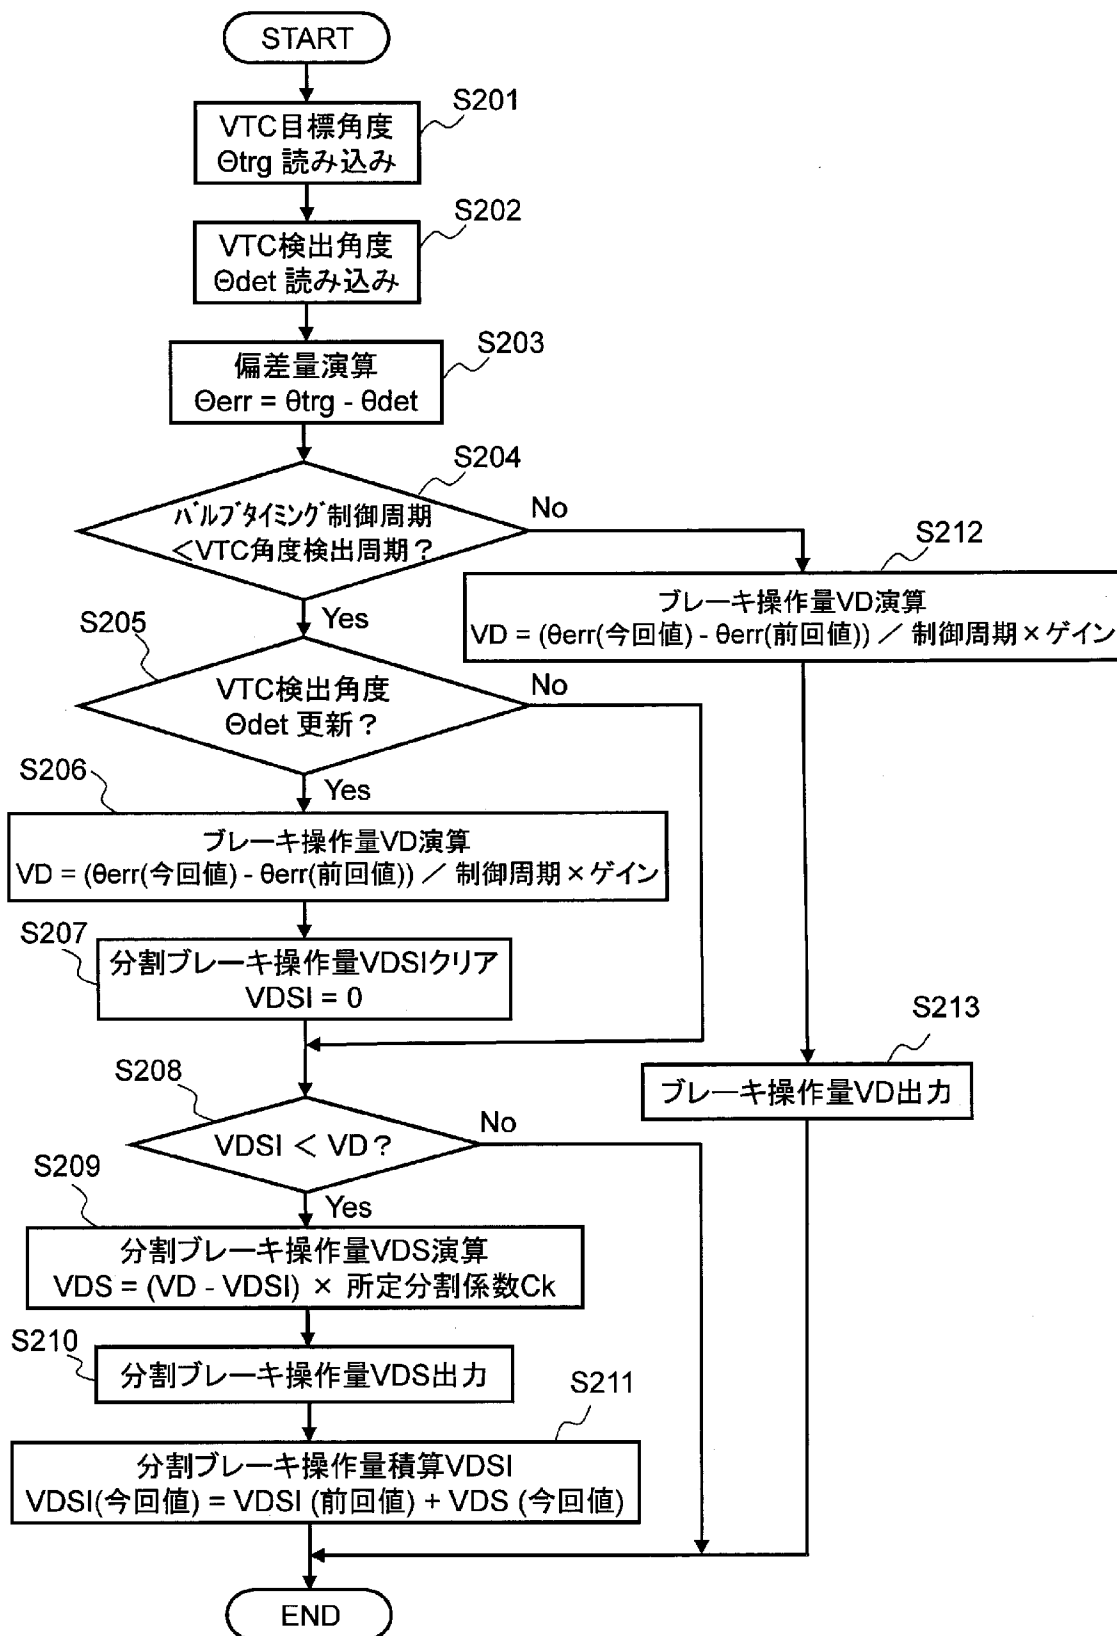 START
S201
VTC目標角度
Θtrg 読み込み
S202
VTC検出角度
Θdet 読み込み
S203
偏差量演算
Θerr = θtrg - θdet
S204
バルブタイミング制御周期
<VTC角度検出周期?
No
Yes
S212
ブレーキ操作量VD演算
VD = (θerr(今回値) - θerr(前回値)) / 制御周期×ゲイン
S205
VTC検出角度
Θdet 更新?
No
Yes
S206
ブレーキ操作量VD演算
VD = (θerr(今回値) - θerr(前回値)) / 制御周期×ゲイン
S207
分割ブレーキ操作量VDSIクリア
VDSI = 0
S213
ブレーキ操作量VD出力
S208
VDSI < VD?
No
Yes
S209
分割ブレーキ操作量VDS演算
VDS = (VD - VDSI) × 所定分割係数Ck
S210
分割ブレーキ操作量VDS出力
S211
分割ブレーキ操作量積算VDSI
VDSI(今回値) = VDSI (前回値) + VDS (今回値)
END